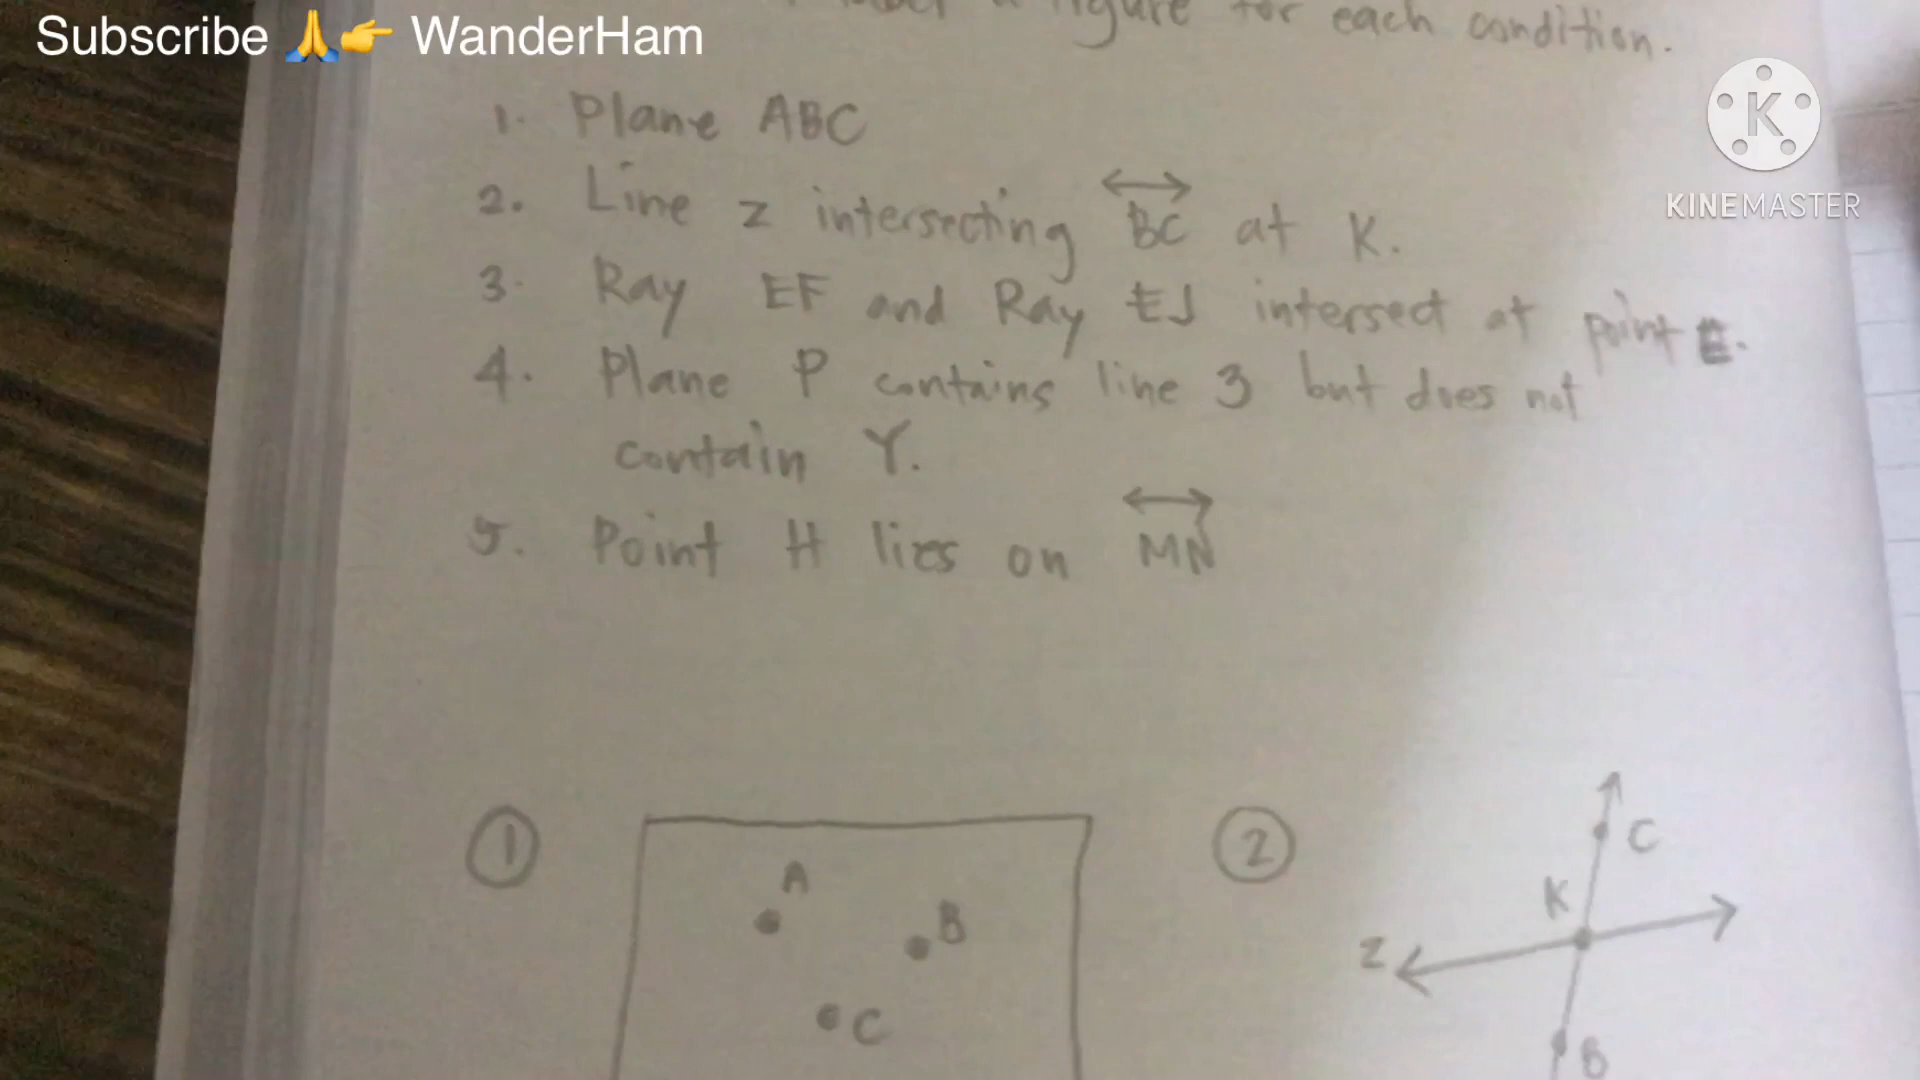 Subscribe 🙏👉 WanderHam
a figure for each condition.
K
KINEMASTER
1. Plane ABC
2. Line z intersecting BC at K.
3. Ray EF and Ray EJ intersect at point E.
4. Plane P contains line 3 but does not
contain Y.
5. Point H lies on MN
1
A
B
C
2
C
K
Z
B